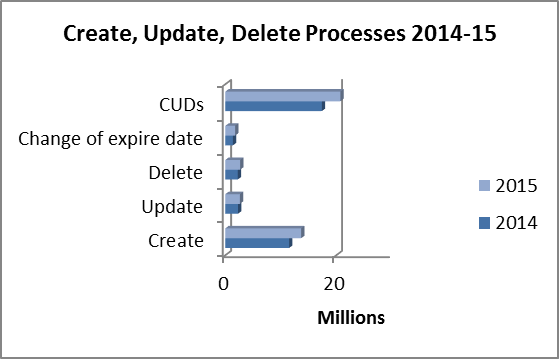 Create, Update, Delete Processes 2014-15
CUDs
Change of expire date
Delete
Update
Create
0
20
Millions
2015
2014